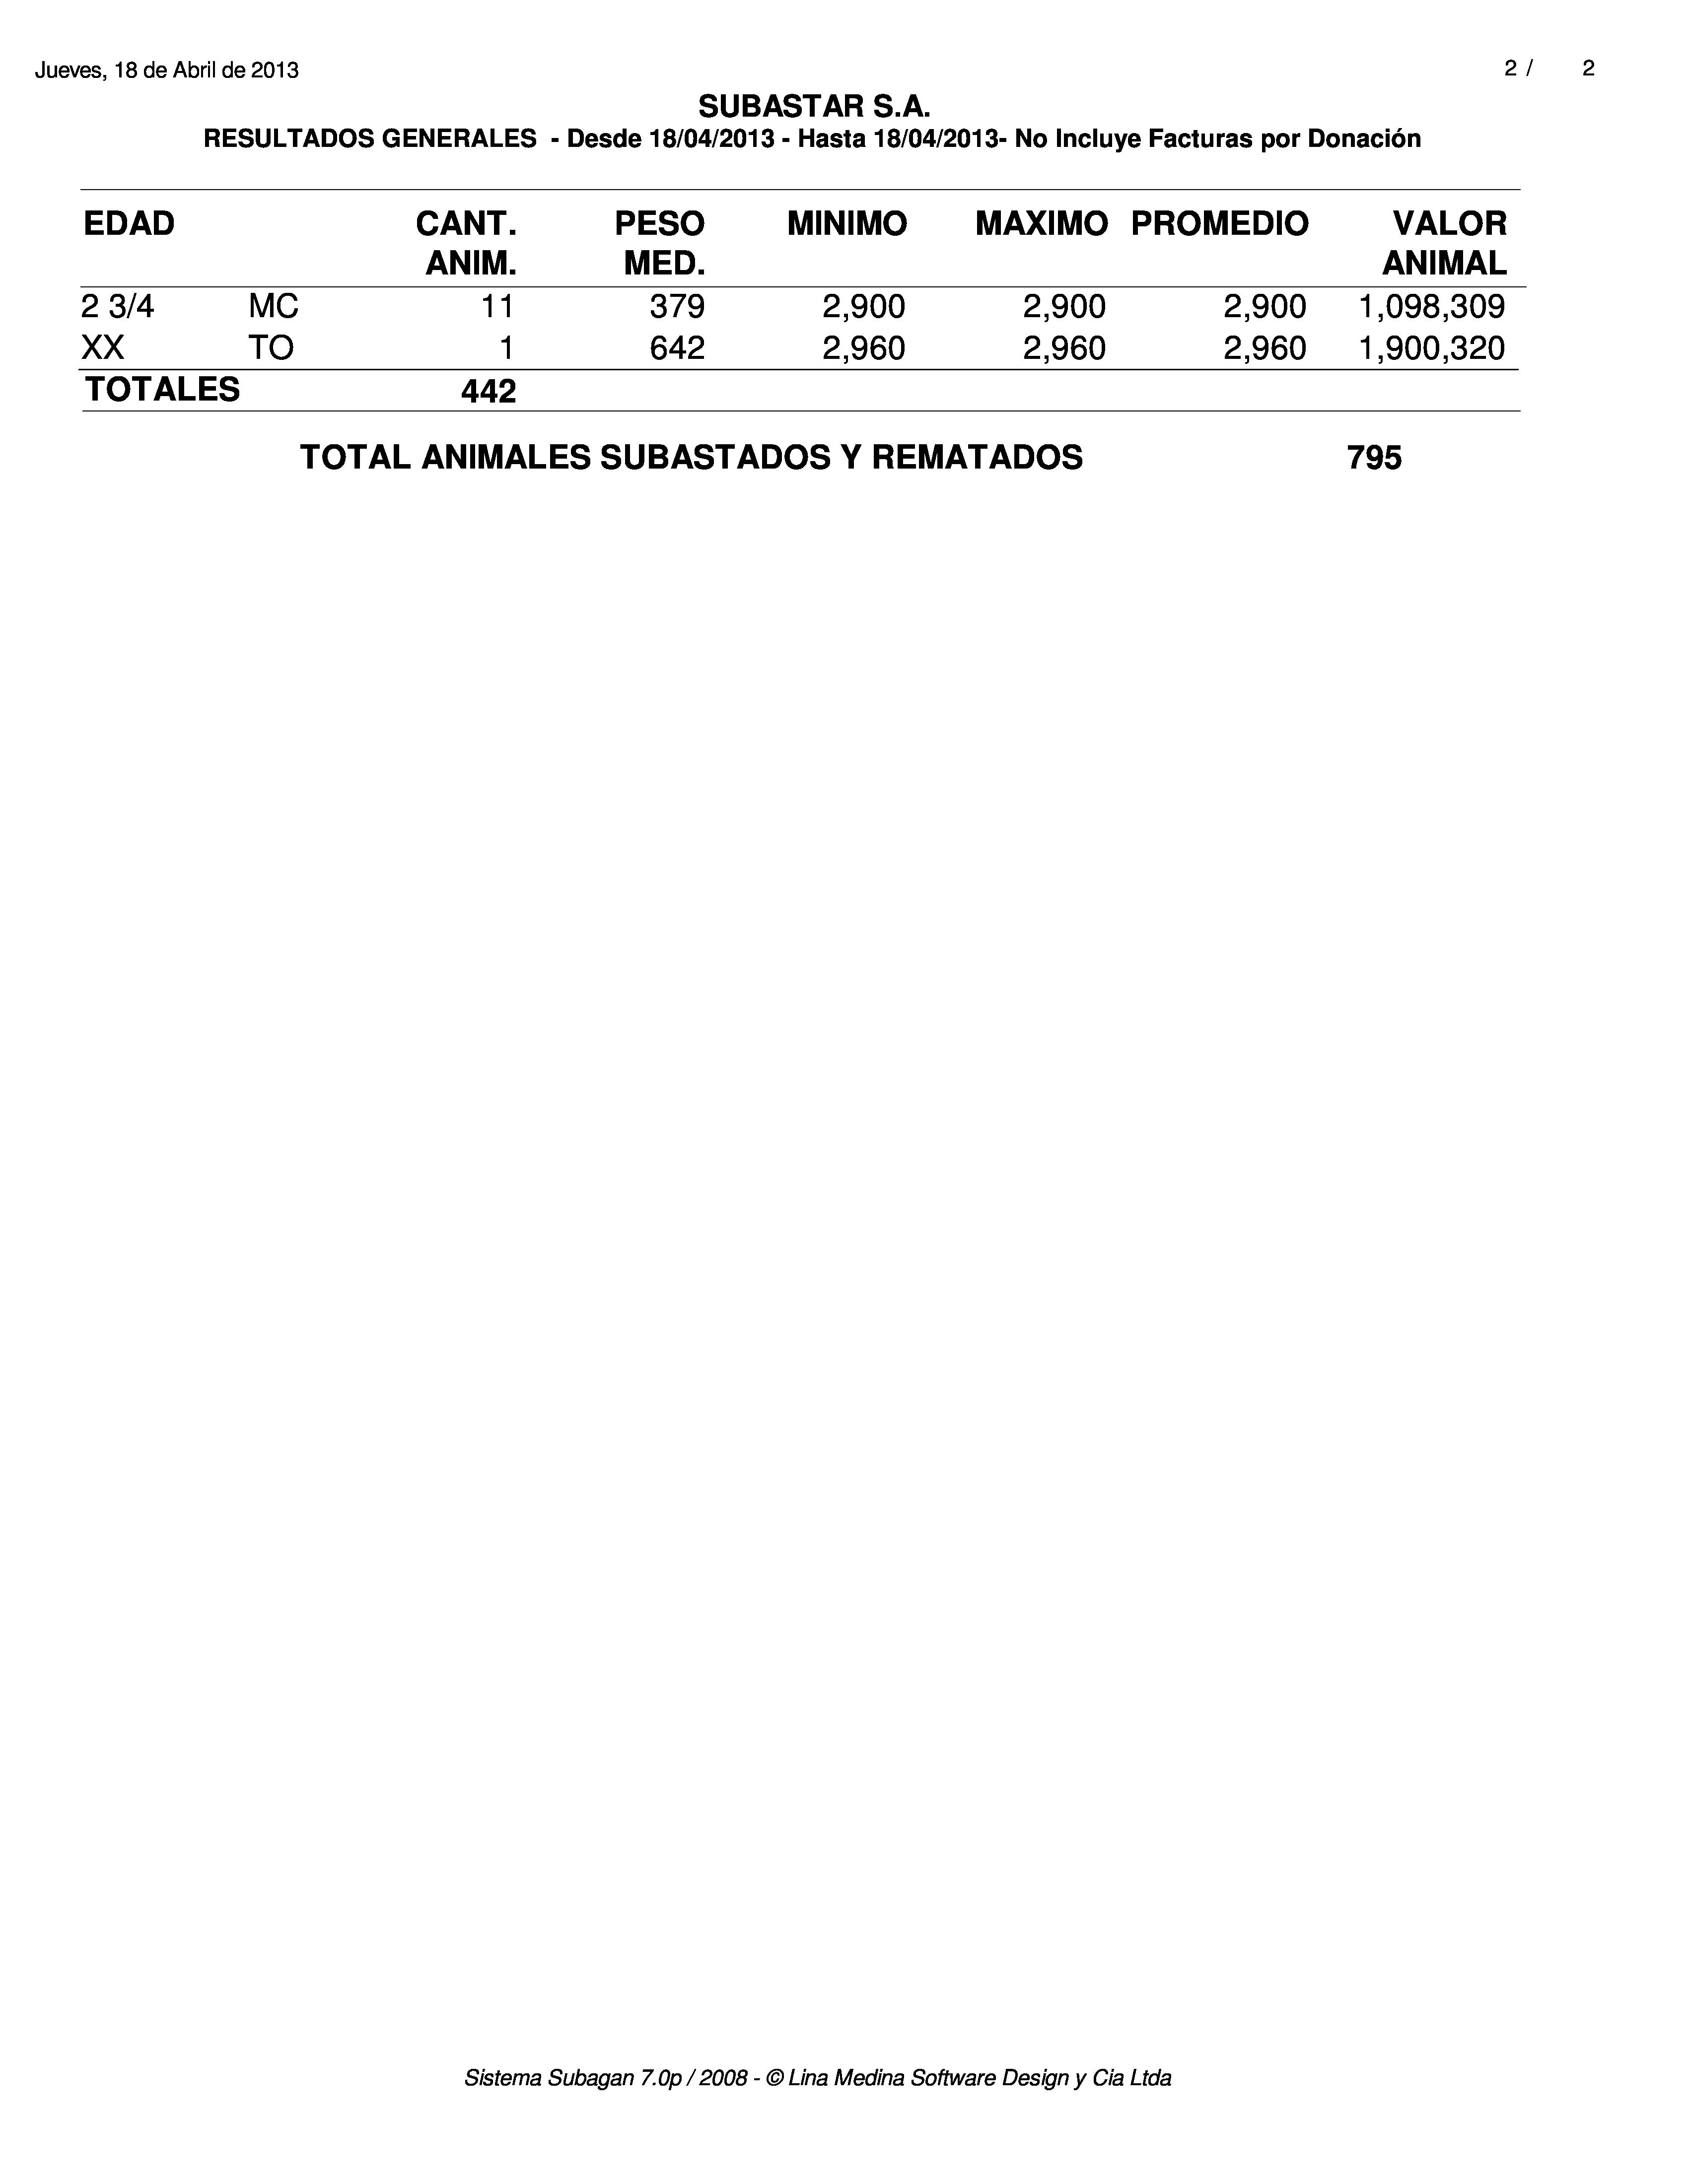 Jueves, 18 de Abril de 2013 2 / 2
SUBASTAR S.A.
RESULTADOS GENERALES - Desde 18/04/2013 - Hasta 18/04/2013- No Incluye Facturas por Donación
EDAD CANT. PESO MINIMO MAXIMO PROMEDIO VALOR
ANIM. MED. ANIMAL
2 3/4 MC 11 379 2,900 2,900 2,900 1,098,309
XX TO 1 642 2,960 2,960 2,960 1,900,320
TOTALES 442
TOTAL ANIMALES SUBASTADOS Y REMATADOS 795
Sistema Subagan 7.0p / 2008 - © Lina Medina Software Design y Cia Ltda